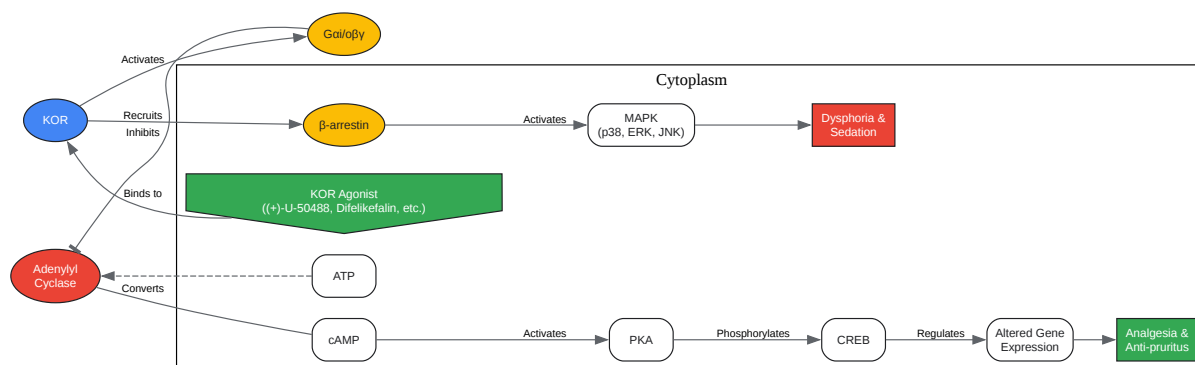 Gαi/oβγ
Activates
Cytoplasm
KOR
Recruits
Inhibits
β-arrestin
Activates
MAPK
(p38, ERK, JNK)
Dysphoria &
Sedation
Binds to
KOR Agonist
((+)-U-50488, Difelikefalin, etc.)
Adenylyl
Cyclase
ATP
Converts
cAMP
Activates
PKA
Phosphorylates
CREB
Regulates
Altered Gene
Expression
Analgesia &
Anti-pruritus